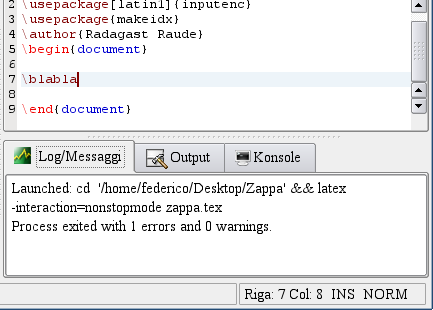 2 \usepackage[latin1]{inputenc}
3 \usepackage{makeidx}
4 \author{Radagast Raude}
5 \begin{document}
6
7 \blabla
8
9 \end{document}
Log/Messaggi Output Konsole
Launched: cd '/home/federico/Desktop/Zappa' && latex
-interaction=nonstopmode zappa.tex
Process exited with 1 errors and 0 warnings.
Riga: 7 Col: 8 INS NORM